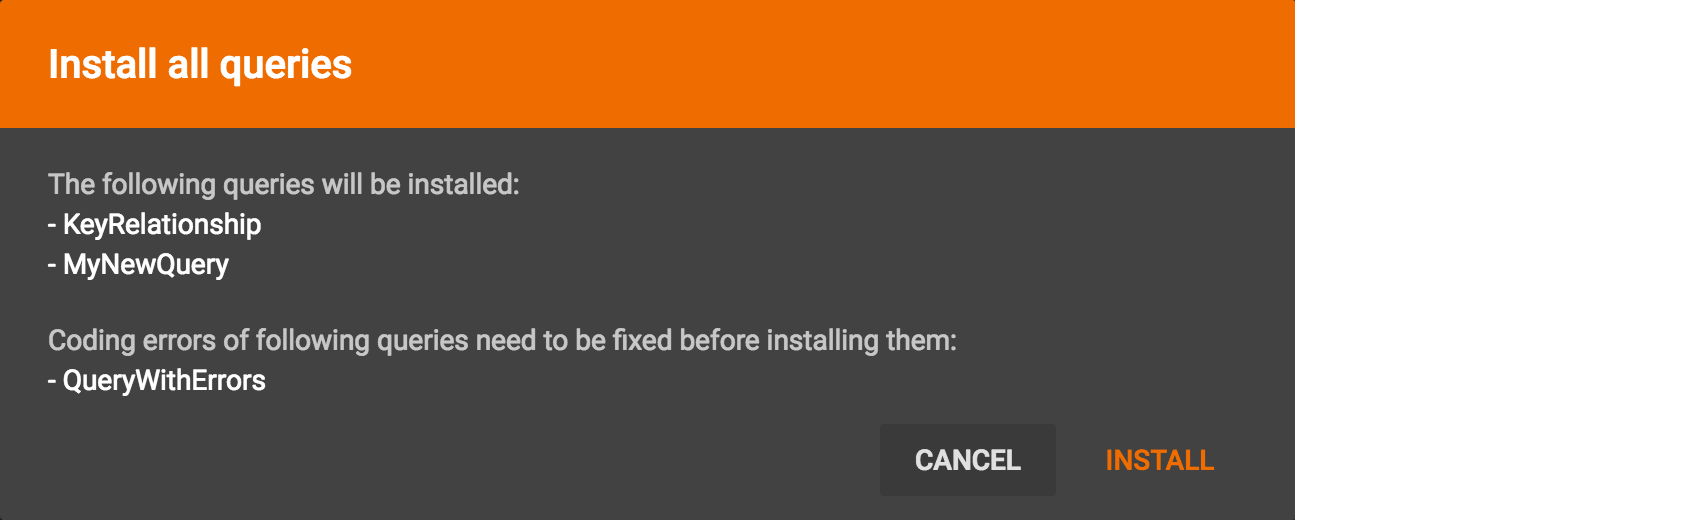 Install all queries
The following queries will be installed:
- KeyRelationship
- MyNewQuery
Coding errors of following queries need to be fixed before installing them:
- QueryWithErrors
CANCEL INSTALL